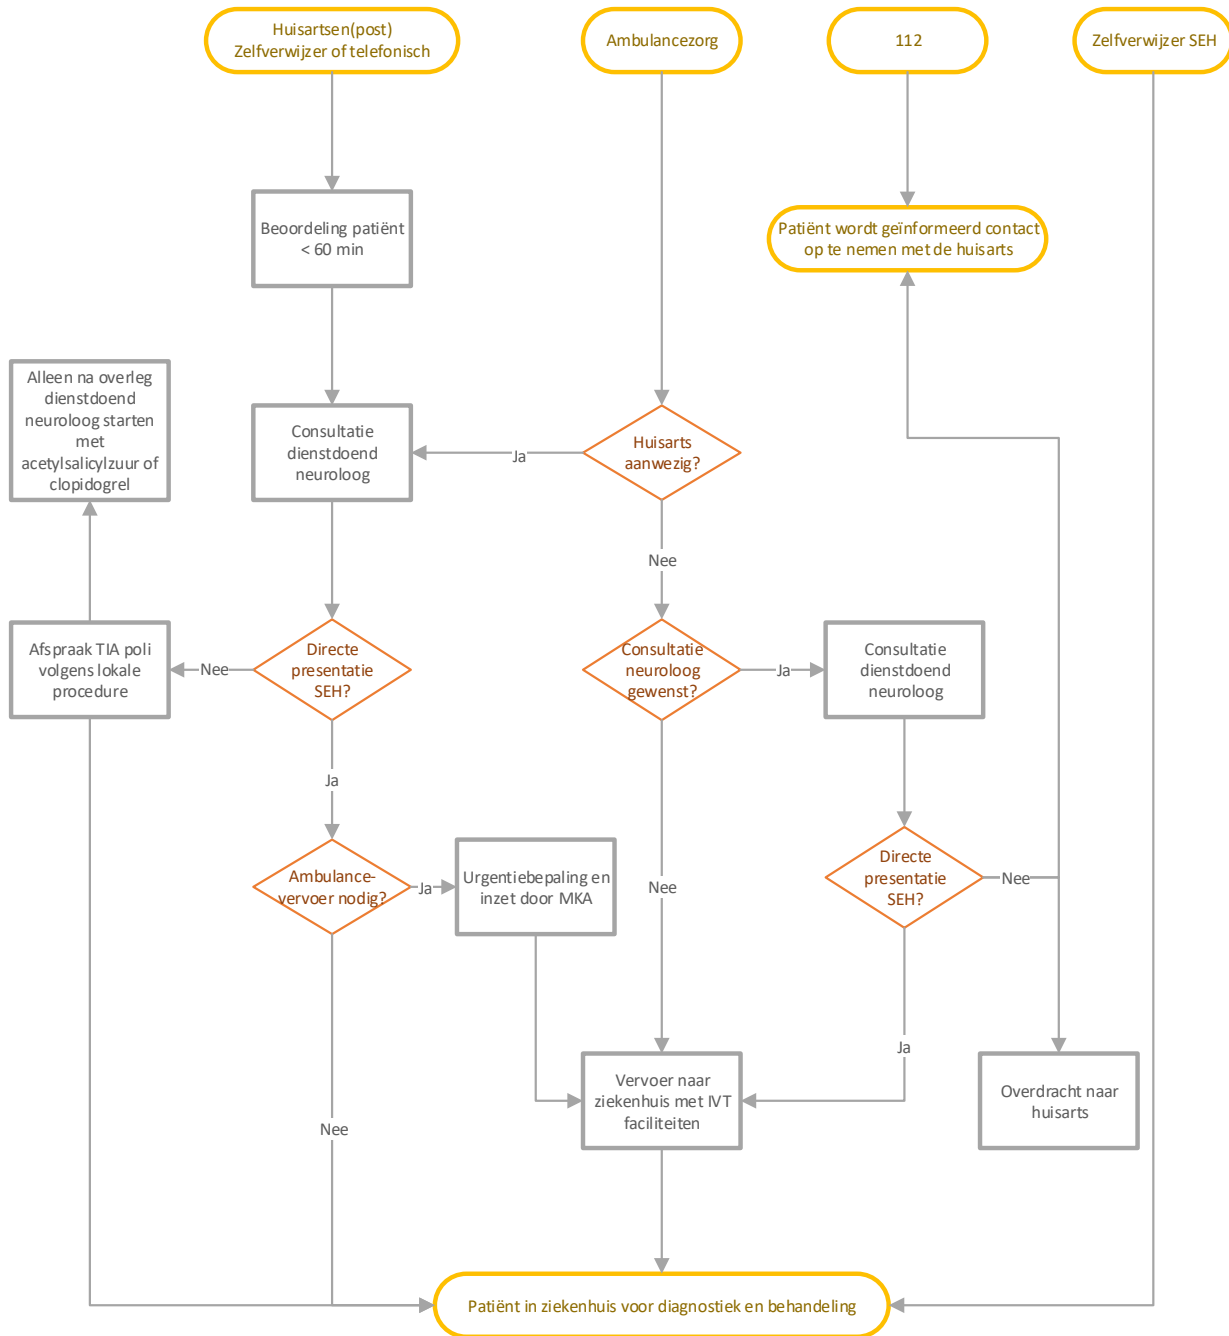 Huisartsen(post)
Zelfverwijzer of telefonisch
Ambulancezorg
112
Zelfverwijzer SEH
Beoordeling patiënt
< 60 min
Patiënt wordt geïnformeerd contact
op te nemen met de huisarts
Alleen na overleg
dienstdoend
neuroloog starten
met
acetylsalicylzuur of
clopidogrel
Consultatie
dienstdoend
neuroloog
Ja
Huisarts
aanwezig?
Nee
Afspraak TIA poli
volgens lokale
procedure
Nee
Directe
presentatie
SEH?
Consultatie
neuroloog
gewenst?
Ja
Consultatie
dienstdoend
neuroloog
Ja
Ambulance-
vervoer nodig?
Ja
Urgentiebepaling en
inzet door MKA
Nee
Directe
presentatie
SEH?
Nee
Ja
Nee
Vervoer naar
ziekenhuis met IVT
faciliteiten
Overdracht naar
huisarts
Patiënt in ziekenhuis voor diagnostiek en behandeling